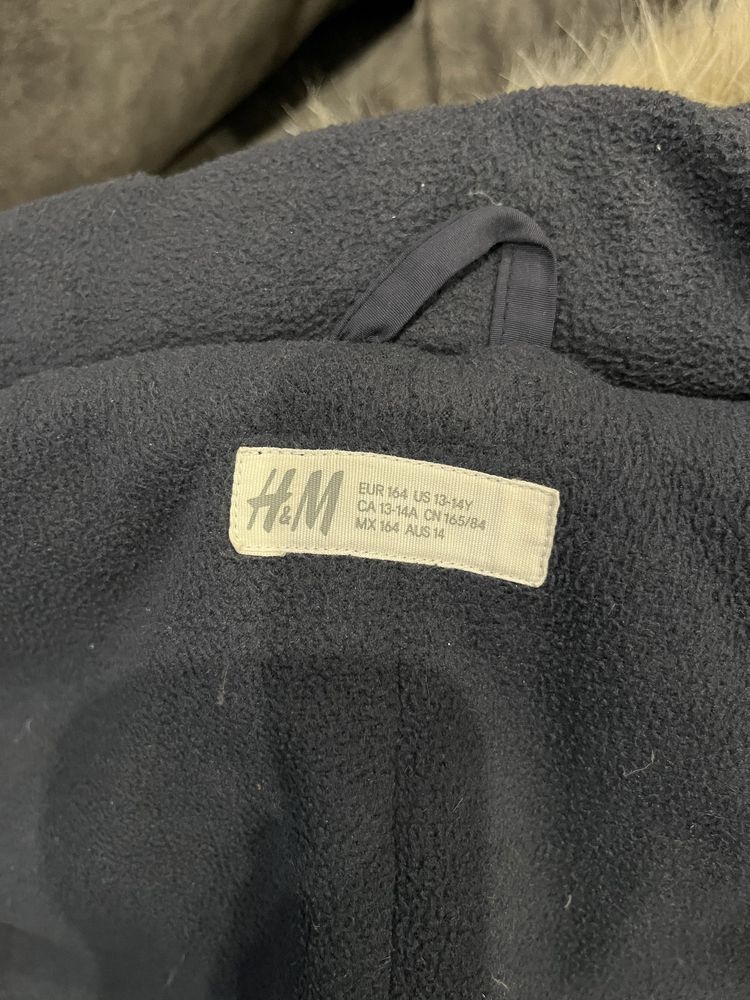 H&M
EUR 164 US 13-14Y
CA 13-14A CN 165/84
MX 164 AUS 14